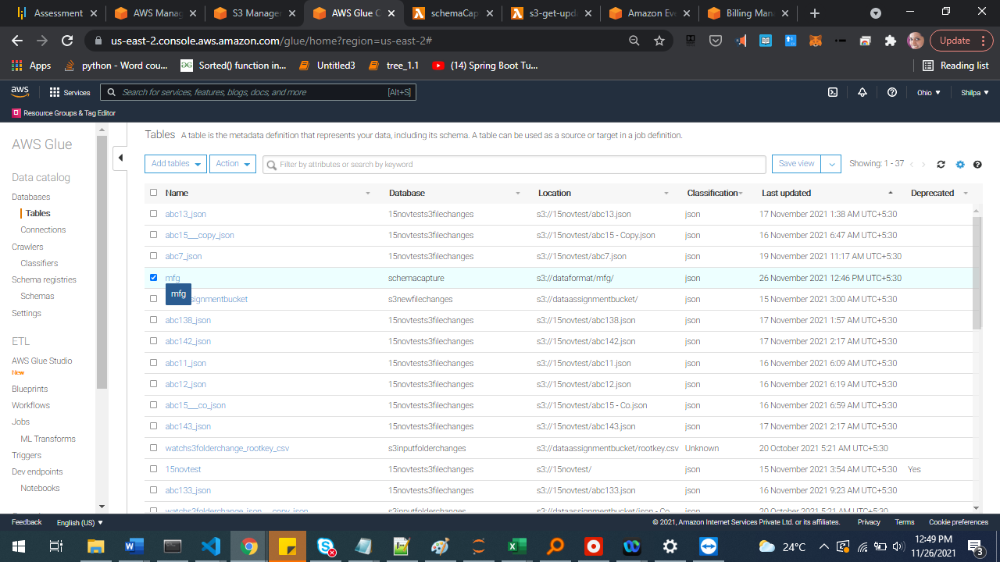 Assessment
AWS Manag
S3 Manager
AWS Glue C
schemaCap
s3-get-upda
Amazon Eve
Billing Mana
us-east-2.console.aws.amazon.com/glue/home?region=us-east-2#
Update
Apps
python - Word cou...
Sorted() function in...
Untitled3
tree_1.1
(14) Spring Boot Tu...
Reading list
aws
Services
Search for services, features, blogs, docs, and more
[Alt+S]
Ohio
Shilpa
Resource Groups & Tag Editor
AWS Glue
Data catalog
Databases
Tables
Connections
Crawlers
Classifiers
Schema registries
Schemas
Settings
ETL
AWS Glue Studio
New
Blueprints
Workflows
Jobs
ML Transforms
Triggers
Dev endpoints
Notebooks
Tables A table is the metadata definition that represents your data, including its schema. A table can be used as a source or target in a job definition.
Add tables Action Filter by attributes or search by keyword Save view Showing: 1 - 37
Name Database Location Classification Last updated Deprecated
abc13_json 15novtests3filechanges s3://15novtest/abc13.json json 17 November 2021 1:38 AM UTC+5:30
abc15___copy_json 15novtests3filechanges s3://15novtest/abc15 - Copy.json json 16 November 2021 6:47 AM UTC+5:30
abc7_json 15novtests3filechanges s3://15novtest/abc7.json json 19 November 2021 11:17 AM UTC+5:30
mfg schemacapture s3://dataformat/mfg/ json 26 November 2021 12:46 PM UTC+5:30
mfg
signmentbucket s3newfilechanges s3://dataassignmentbucket/ json 15 November 2021 3:00 AM UTC+5:30
abc138_json 15novtests3filechanges s3://15novtest/abc138.json json 17 November 2021 1:57 AM UTC+5:30
abc142_json 15novtests3filechanges s3://15novtest/abc142.json json 17 November 2021 2:17 AM UTC+5:30
abc11_json 15novtests3filechanges s3://15novtest/abc11.json json 16 November 2021 6:09 AM UTC+5:30
abc12_json 15novtests3filechanges s3://15novtest/abc12.json json 16 November 2021 6:19 AM UTC+5:30
abc15___co_json 15novtests3filechanges s3://15novtest/abc15 - Co.json json 16 November 2021 6:59 AM UTC+5:30
abc143_json 15novtests3filechanges s3://15novtest/abc143.json json 17 November 2021 2:17 AM UTC+5:30
watchs3folderchange_rootkey_csv s3inputfolderchanges s3://dataassignmentbucket/rootkey.csv Unknown 20 October 2021 5:21 AM UTC+5:30
15novtest 15novtests3filechanges s3://15novtest/ json 15 November 2021 3:54 AM UTC+5:30 Yes
abc133_json 15novtests3filechanges s3://15novtest/abc133.json json 16 November 2021 9:23 AM UTC+5:30
watchs3folderchange_json___copy_json s3inputfolderchanges s3://dataassignmentbucket/json - Co... json 20 October 2021 5:21 AM UTC+5:30
Feedback English (US) © 2021, Amazon Internet Services Private Ltd. or its affiliates. Privacy Terms Cookie preferences
24°C
12:49 PM
11/26/2021
3